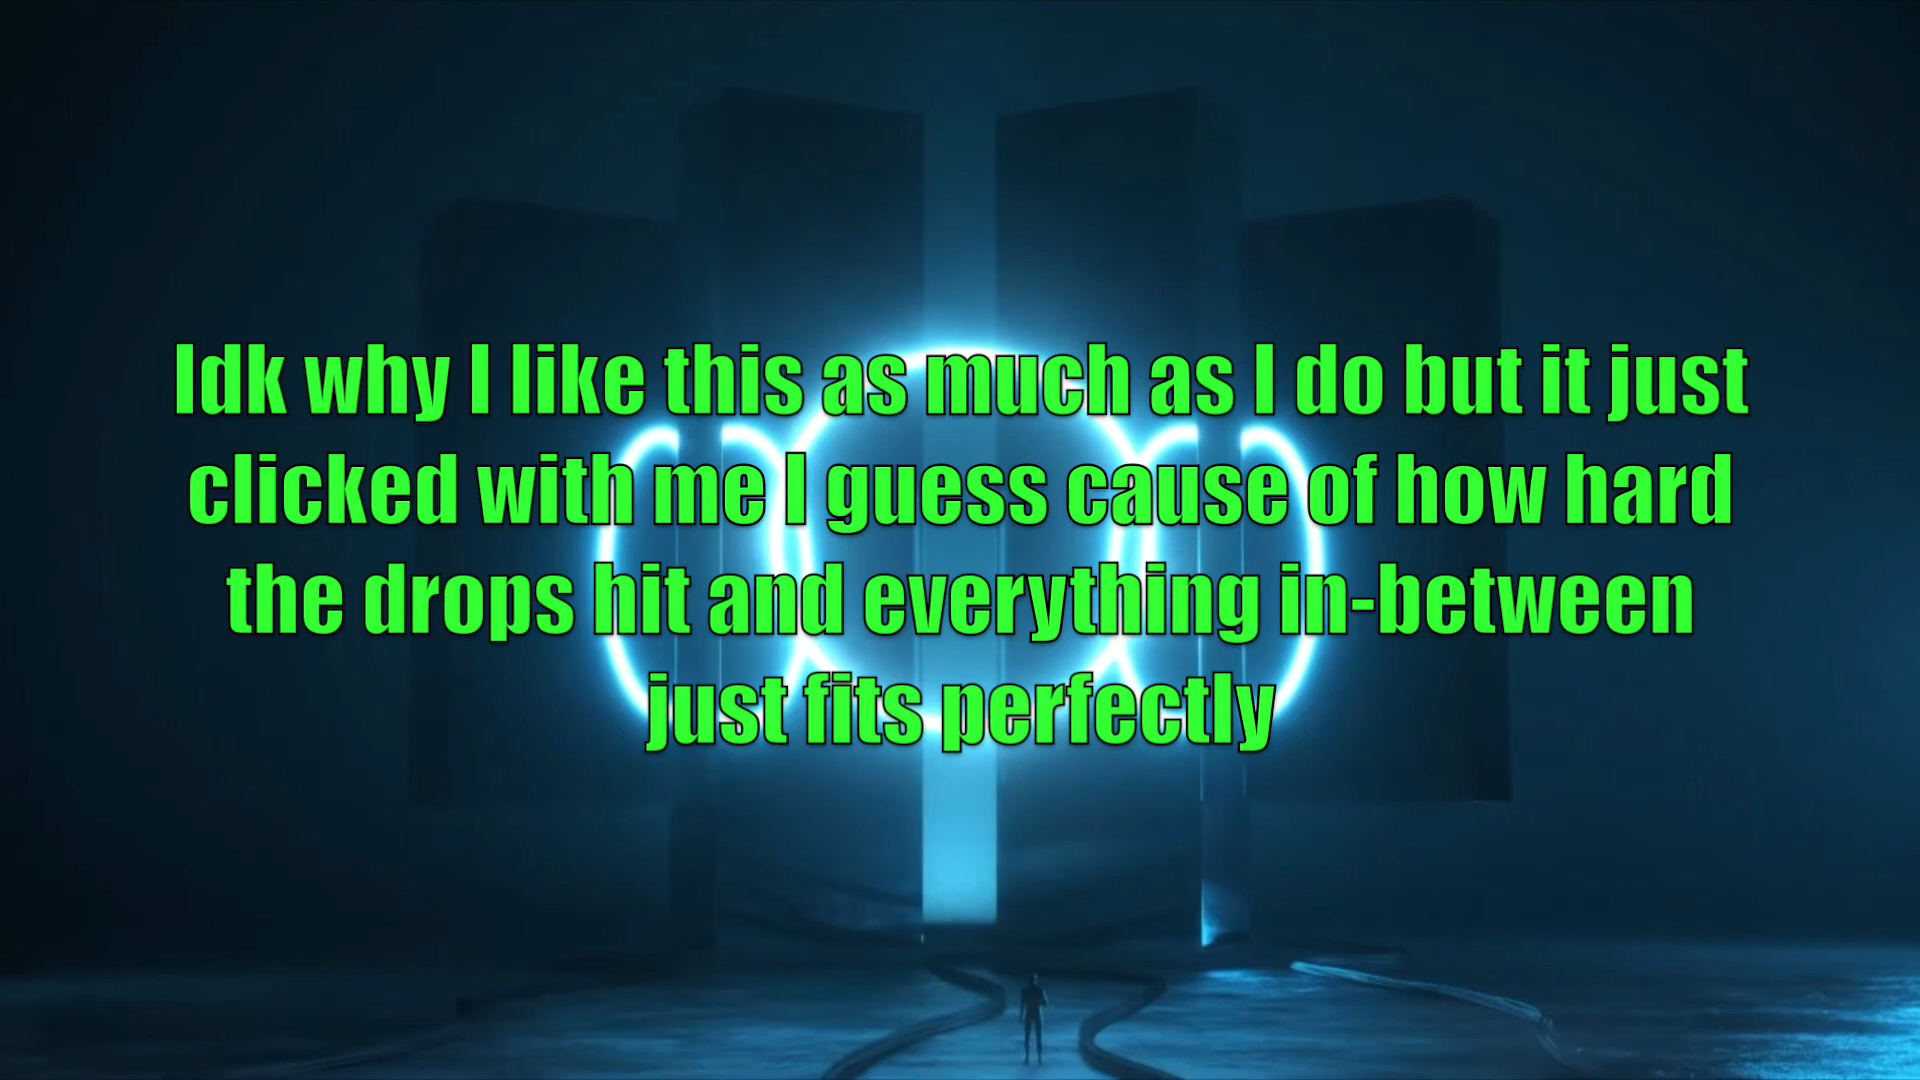 Idk why I like this as much as I do but it just
clicked with me I guess cause of how hard
the drops hit and everything in-between
just fits perfectly